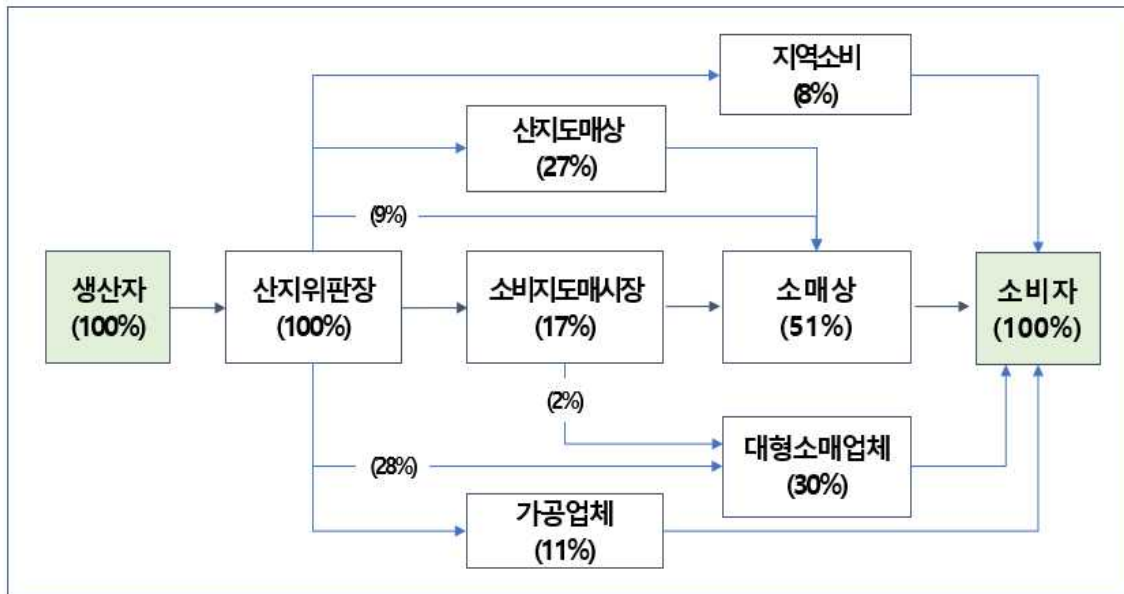 지역소비
(8%)
산지도매상
(27%)
(9%)
생산자
(100%)
산지위판장
(100%)
소비지도매시장
(17%)
소매상
(51%)
소비자
(100%)
(2%)
대형소매업체
(30%)
(28%)
가공업체
(11%)